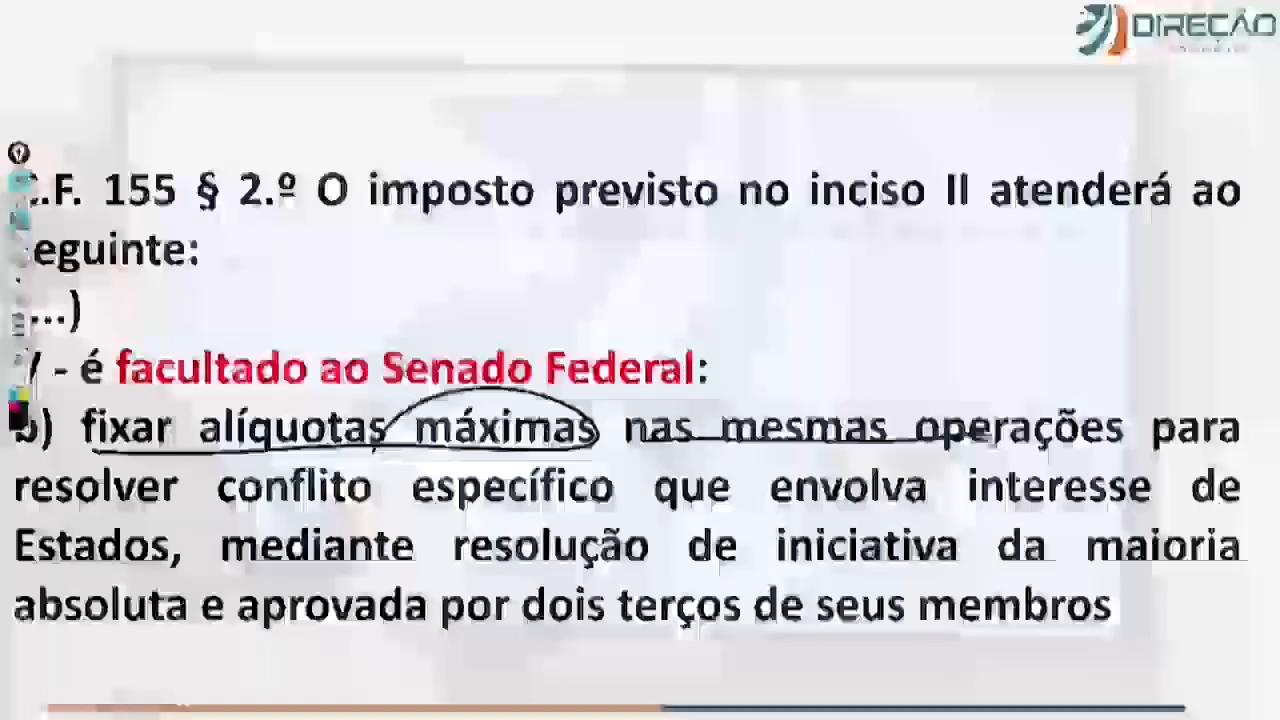 DIREÇÃO
.F. 155 § 2.º O imposto previsto no inciso II atenderá ao
eguinte:
...)
- é facultado ao Senado Federal:
b) fixar alíquotas máximas nas mesmas operações para
resolver conflito específico que envolva interesse de
Estados, mediante resolução de iniciativa da maioria
absoluta e aprovada por dois terços de seus membros